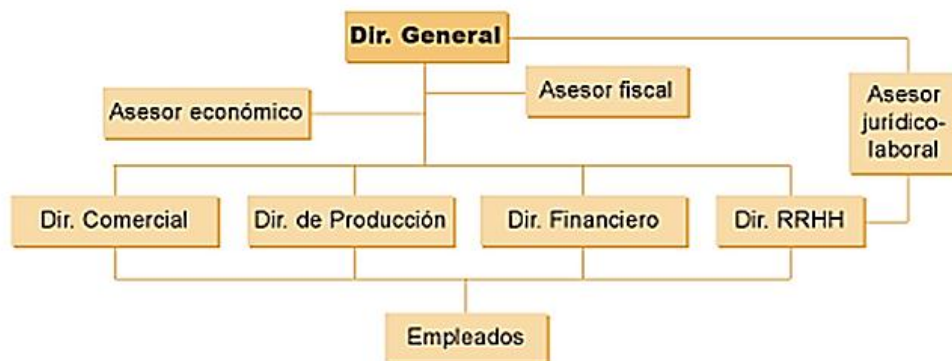 Dir. General
Asesor económico
Asesor fiscal
Asesor
jurídico-
laboral
Dir. Comercial
Dir. de Producción
Dir. Financiero
Dir. RRHH
Empleados